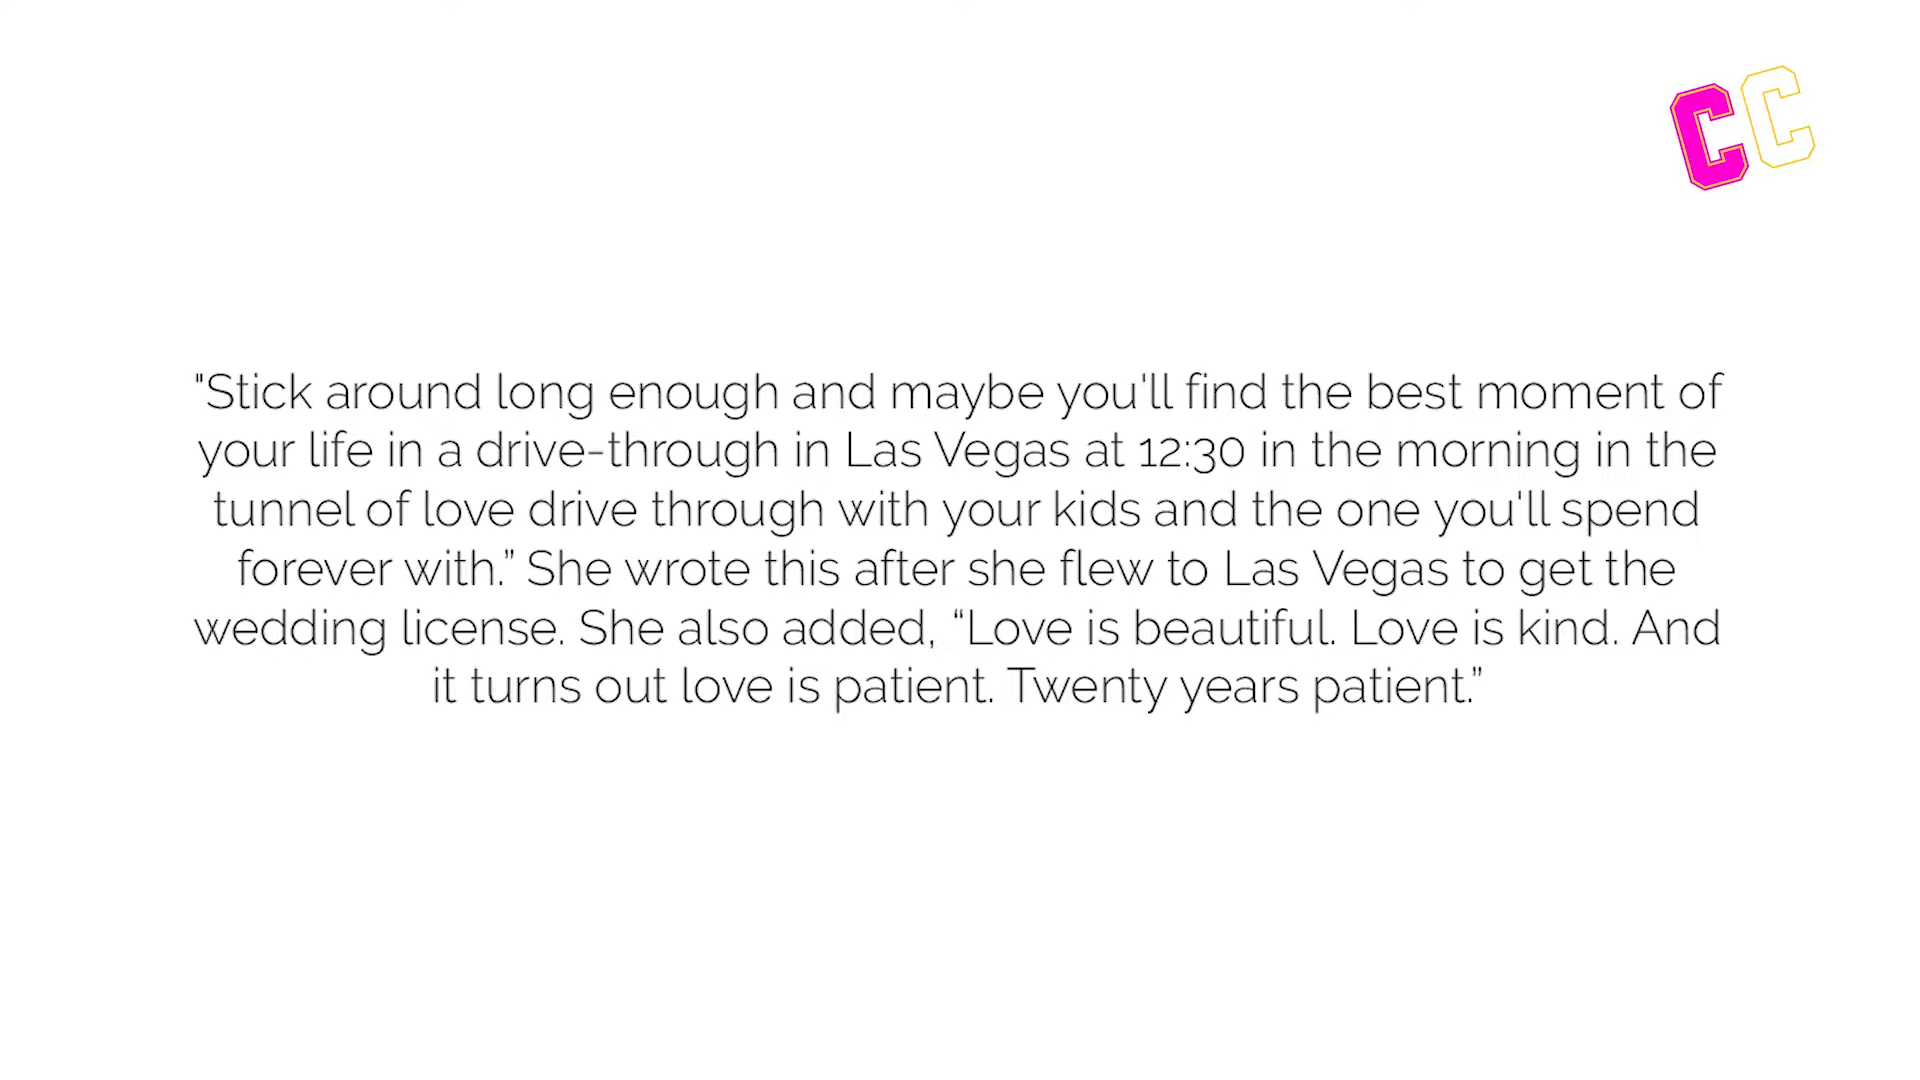 CC
"Stick around long enough and maybe you'll find the best moment of
your life in a drive-through in Las Vegas at 12:30 in the morning in the
tunnel of love drive through with your kids and the one you'll spend
forever with.” She wrote this after she flew to Las Vegas to get the
wedding license. She also added, “Love is beautiful. Love is kind. And
it turns out love is patient. Twenty years patient.”